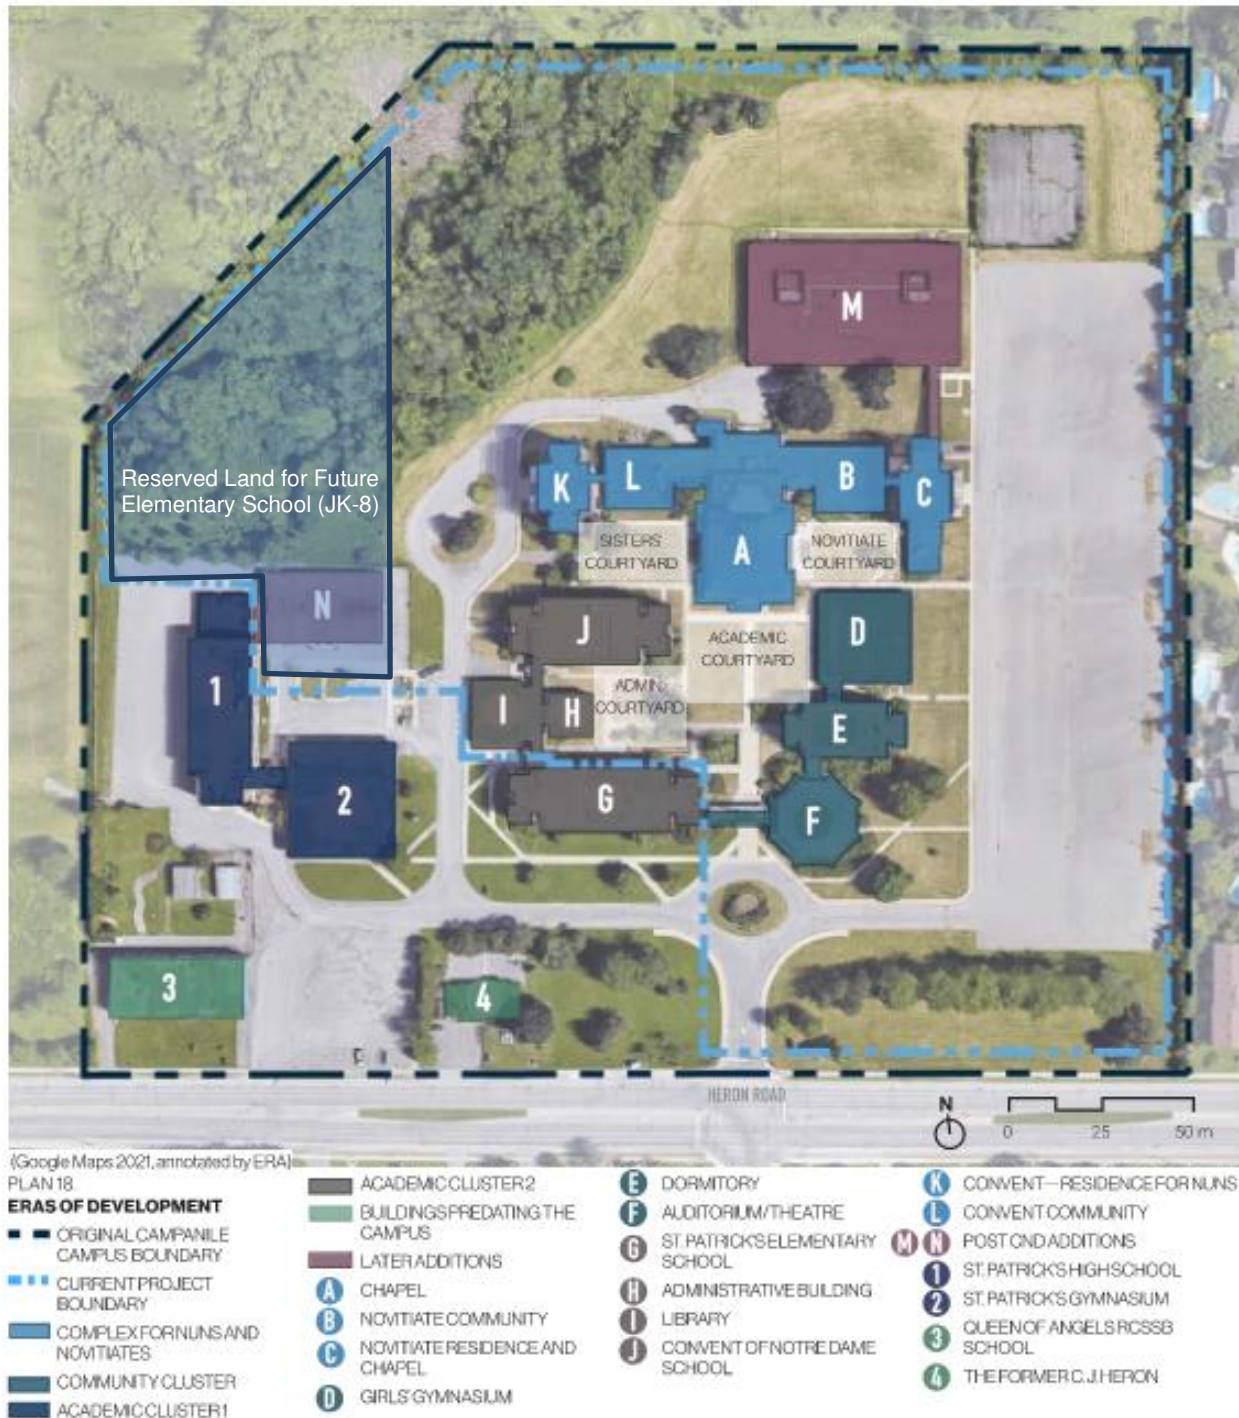 M
Reserved Land for Future
Elementary School (JK-8)
K
L
B
C
SISTERS'
COURTYARD
A
NOVITIATE
COURTYARD
N
J
ACADEMIC
COURTYARD
D
1
I
H
ADMIN.
COURTYARD
E
2
G
F
3
4
HERON ROAD
N
0 25 50 m
(Google Maps 2021, annotated by ERA)
PLAN 18.
ERAS OF DEVELOPMENT
ORIGINAL CAMPANILE
CAMPUS BOUNDARY
CURRENT PROJECT
BOUNDARY
COMPLEX FOR NUNS AND
NOVITIATES
COMMUNITY CLUSTER
ACADEMIC CLUSTER 1
ACADEMIC CLUSTER 2
BUILDINGS PREDATING THE
CAMPUS
LATER ADDITIONS
A CHAPEL
B NOVITIATE COMMUNITY
C NOVITIATE RESIDENCE AND
CHAPEL
D GIRLS' GYMNASIUM
E DORMITORY
F AUDITORIUM/THEATRE
G ST. PATRICK'S ELEMENTARY
SCHOOL
H ADMINISTRATIVE BUILDING
I LIBRARY
J CONVENT OF NOTRE DAME
SCHOOL
K CONVENT—RESIDENCE FOR NUNS
L CONVENT COMMUNITY
M N POST CND ADDITIONS
1 ST. PATRICK'S HIGH SCHOOL
2 ST. PATRICK'S GYMNASIUM
3 QUEEN OF ANGELS RCSSB
SCHOOL
4 THE FORMER C.J. HERON